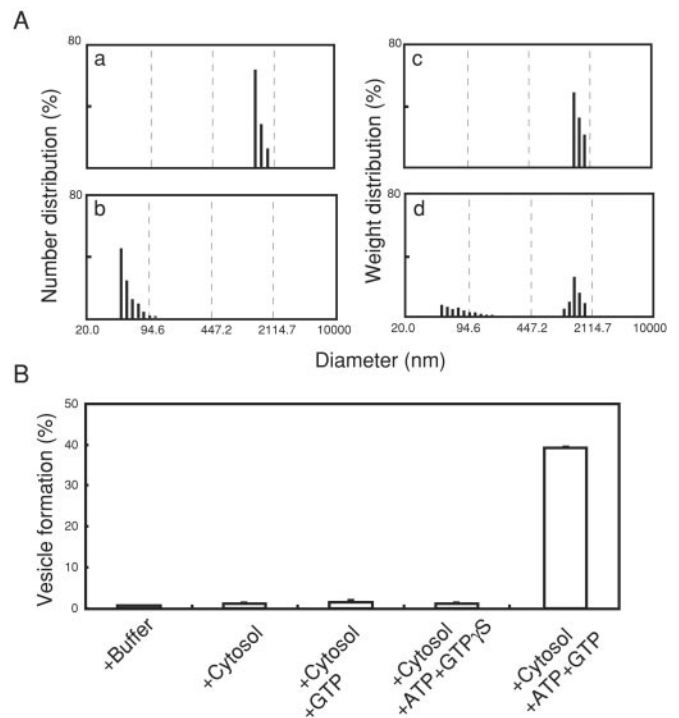 A
80
a
80
c
Number distribution (%)
Weight distribution (%)
80
b
80
d
20.0 94.6 447.2 2114.7 10000
20.0 94.6 447.2 2114.7 10000
Diameter (nm)
B
Vesicle formation (%)
50
40
30
20
10
0
+Buffer
+Cytosol
+Cytosol
+GTP
+Cytosol
+ATP+GTPγS
+Cytosol
+ATP+GTP